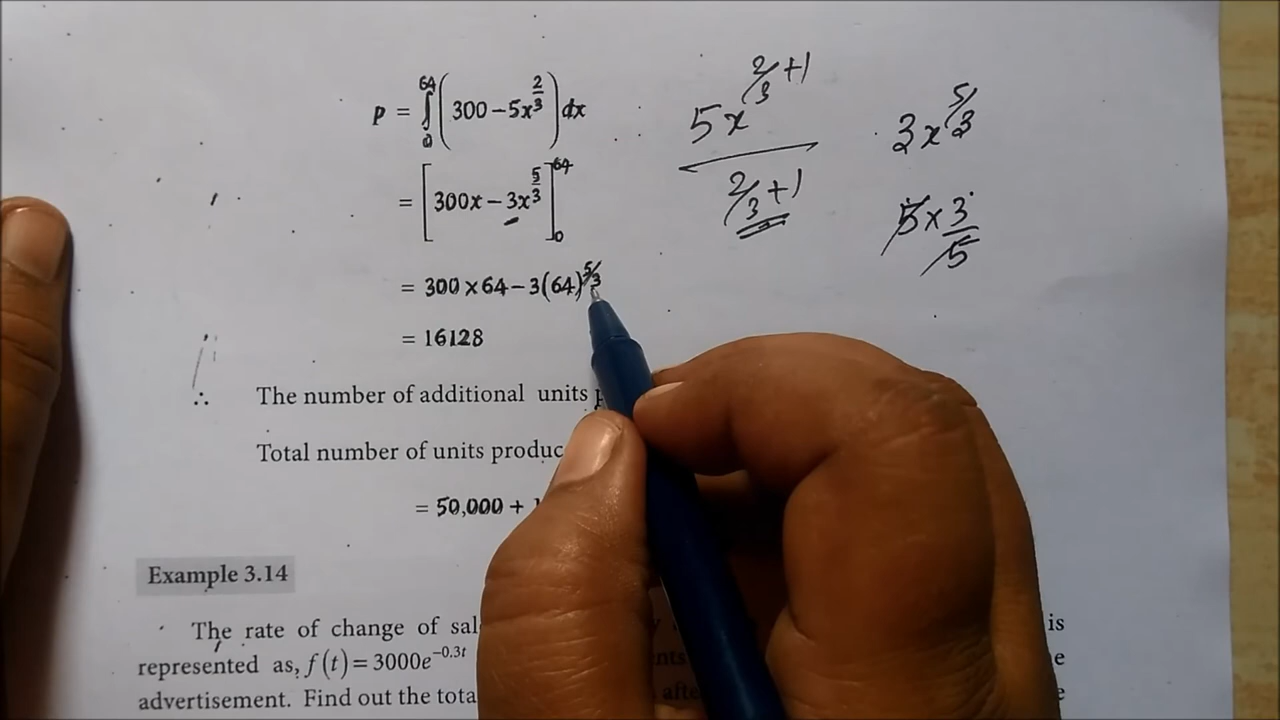 P = ∫₀⁶⁴ (300 − 5x^(2/3)) dx
= [300x − 3x^(5/3)]₀⁶⁴
= 300 × 64 − 3(64)^(5/3)
= 16128
∴ The number of additional units
Total number of units produc
= 50,000 +
Example 3.14
The rate of change of sal is
represented as, f(t) = 3000e^(−0.3t)
advertisement. Find out the tota afte
5x^(2/3 + 1)
2/3 + 1
3x^(5/3)
5 × 3/5